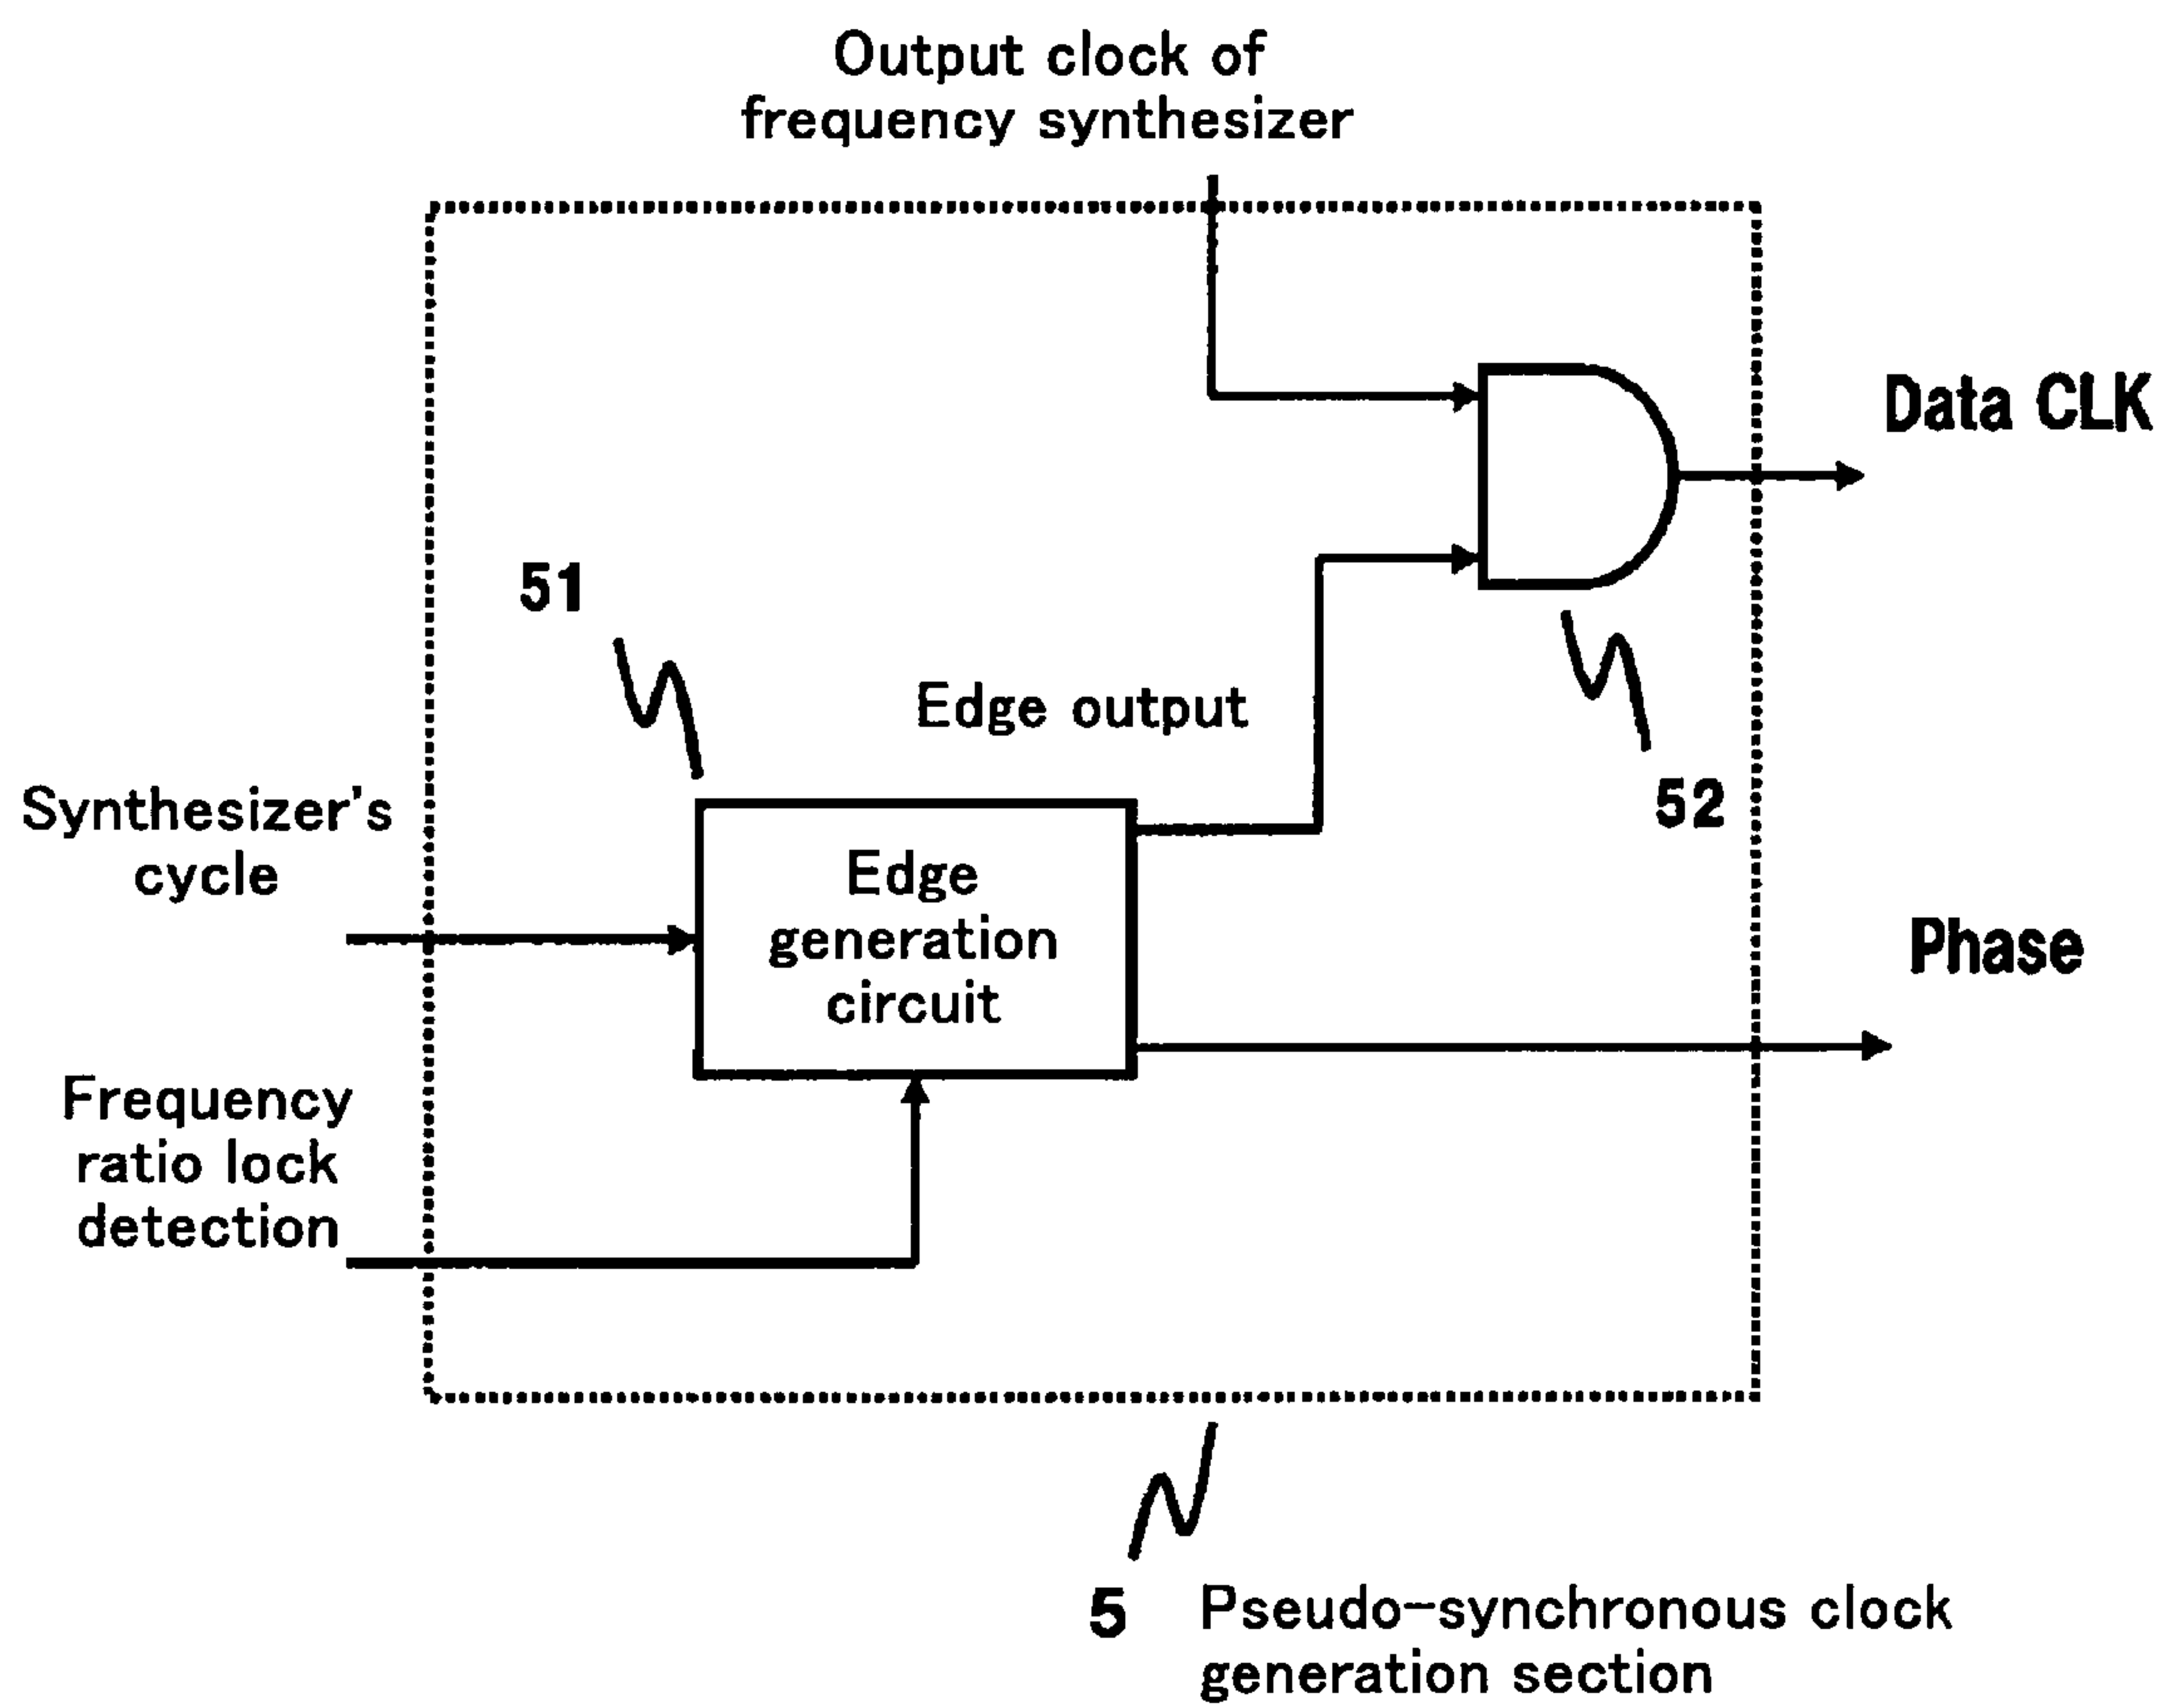 Output clock of
frequency synthesizer
Data CLK
51
Edge output
52
Synthesizer's
cycle
Edge
generation
circuit
Phase
Frequency
ratio lock
detection
5
Pseudo-synchronous clock
generation section